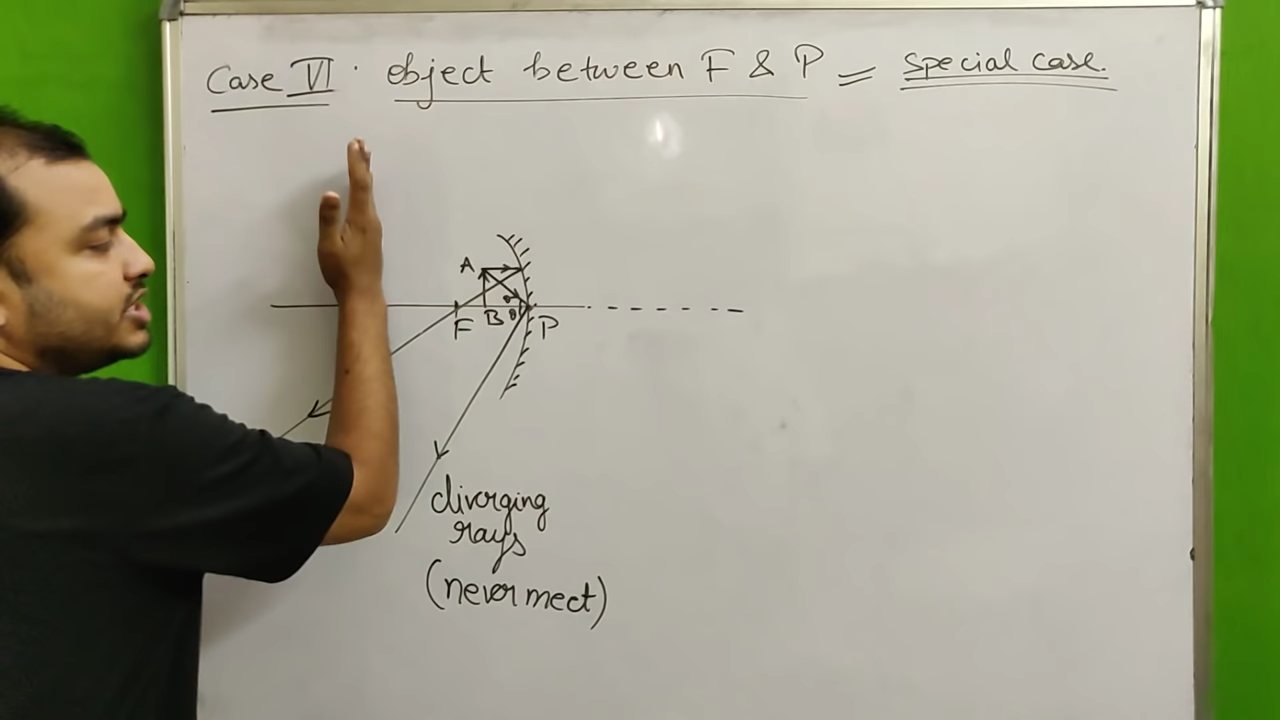 Case VI . object between F & P = special case.
A
F B θ P
diverging
rays
(never meet)